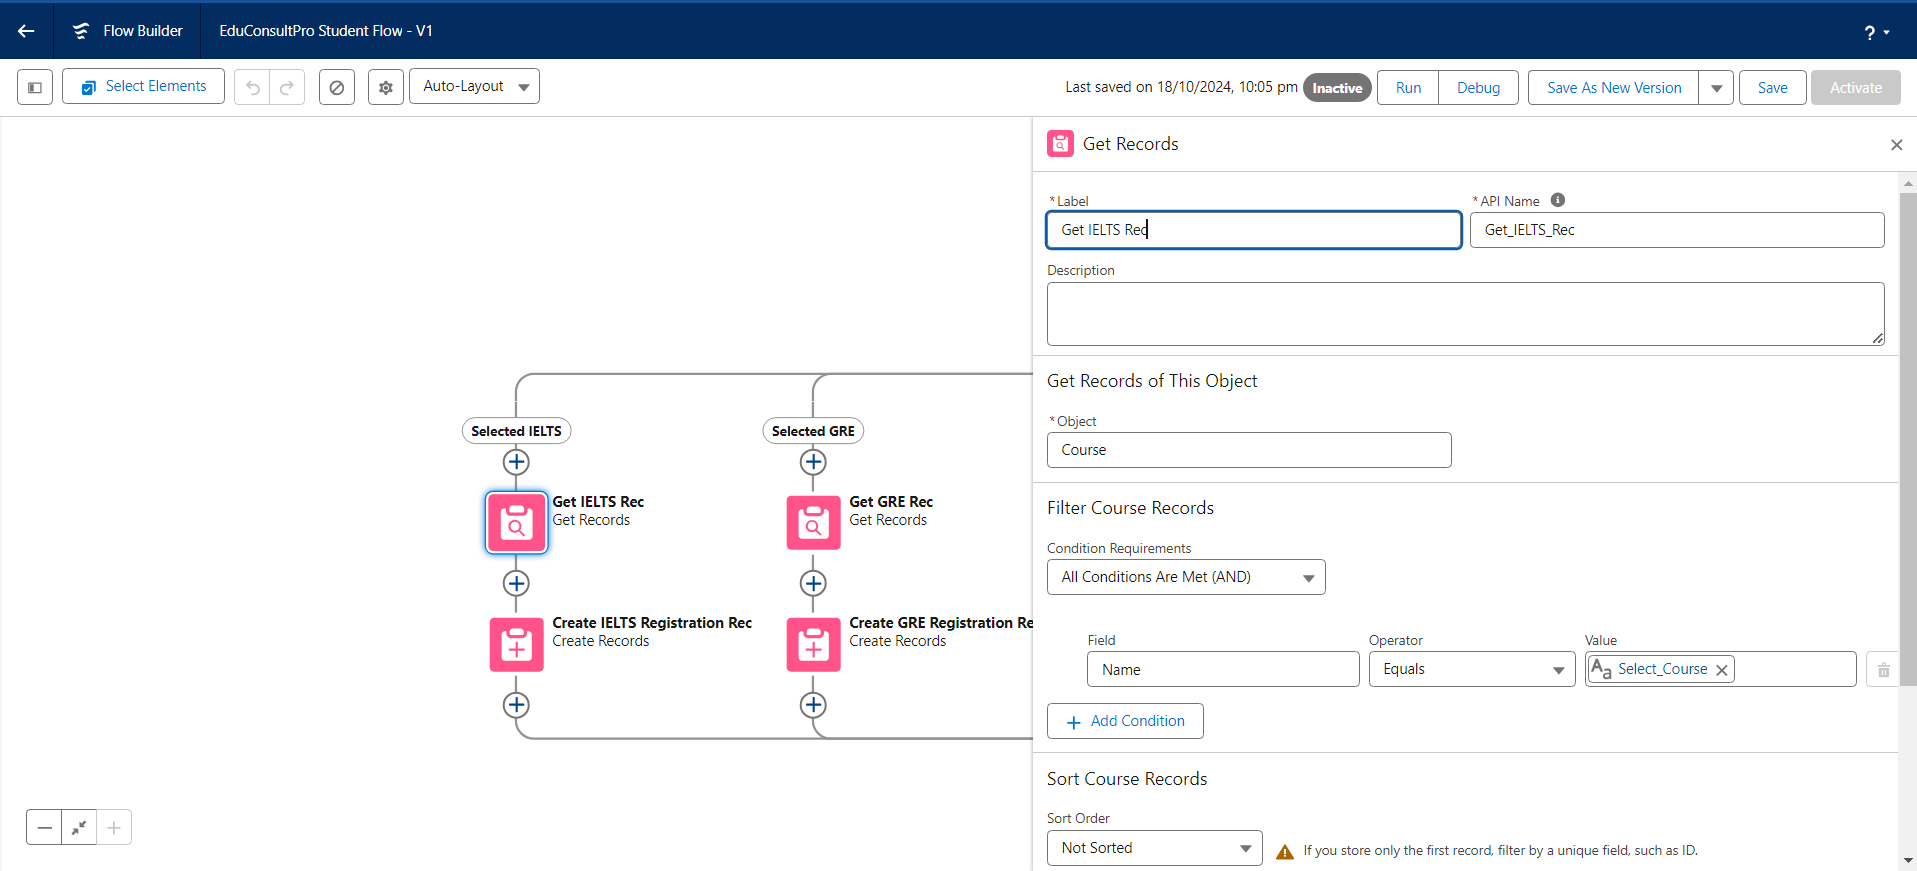 Flow Builder
EduConsultPro Student Flow - V1
?
Select Elements
Auto-Layout
Last saved on 18/10/2024, 10:05 pm
Inactive
Run
Debug
Save As New Version
Save
Activate
Selected IELTS
Selected GRE
Get IELTS Rec
Get Records
Get GRE Rec
Get Records
Create IELTS Registration Rec
Create Records
Create GRE Registration Re
Create Records
Get Records
*Label
*API Name
Get IELTS Rec
Get_IELTS_Rec
Description
Get Records of This Object
*Object
Course
Filter Course Records
Condition Requirements
All Conditions Are Met (AND)
Field
Operator
Value
Name
Equals
Aa Select_Course
Add Condition
Sort Course Records
Sort Order
Not Sorted
If you store only the first record, filter by a unique field, such as ID.